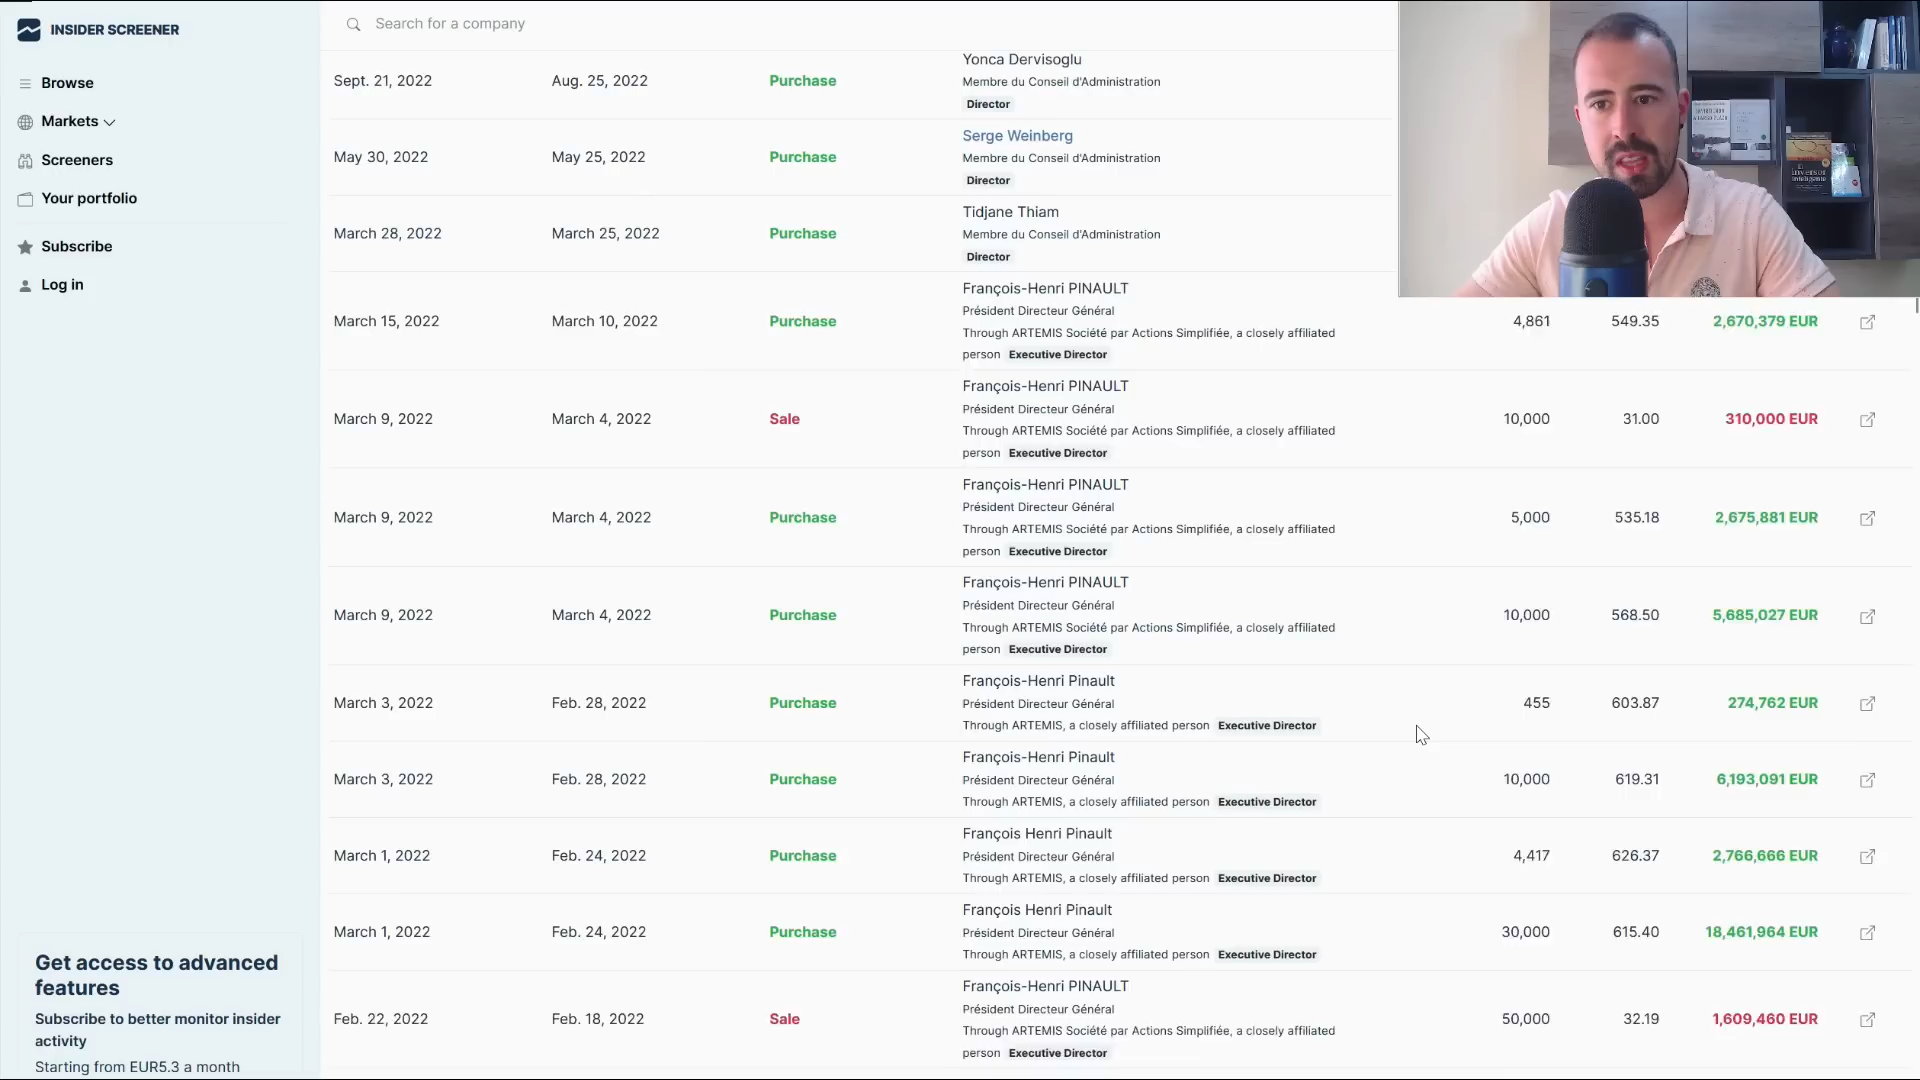 INSIDER SCREENER
Search for a company
Browse
Markets
Screeners
Your portfolio
Subscribe
Log in
Sept. 21, 2022 Aug. 25, 2022 Purchase
Yonca Dervisoglu
Membre du Conseil d'Administration
Director
May 30, 2022 May 25, 2022 Purchase
Serge Weinberg
Membre du Conseil d'Administration
Director
March 28, 2022 March 25, 2022 Purchase
Tidjane Thiam
Membre du Conseil d'Administration
Director
March 15, 2022 March 10, 2022 Purchase
François-Henri PINAULT
Président Directeur Général
Through ARTEMIS Société par Actions Simplifiée, a closely affiliated
person Executive Director
4,861 549.35 2,670,379 EUR
March 9, 2022 March 4, 2022 Sale
François-Henri PINAULT
Président Directeur Général
Through ARTEMIS Société par Actions Simplifiée, a closely affiliated
person Executive Director
10,000 31.00 310,000 EUR
March 9, 2022 March 4, 2022 Purchase
François-Henri PINAULT
Président Directeur Général
Through ARTEMIS Société par Actions Simplifiée, a closely affiliated
person Executive Director
5,000 535.18 2,675,881 EUR
March 9, 2022 March 4, 2022 Purchase
François-Henri PINAULT
Président Directeur Général
Through ARTEMIS Société par Actions Simplifiée, a closely affiliated
person Executive Director
10,000 568.50 5,685,027 EUR
March 3, 2022 Feb. 28, 2022 Purchase
François-Henri Pinault
Président Directeur Général
Through ARTEMIS, a closely affiliated person Executive Director
455 603.87 274,762 EUR
March 3, 2022 Feb. 28, 2022 Purchase
François-Henri Pinault
Président Directeur Général
Through ARTEMIS, a closely affiliated person Executive Director
10,000 619.31 6,193,091 EUR
March 1, 2022 Feb. 24, 2022 Purchase
François Henri Pinault
Président Directeur Général
Through ARTEMIS, a closely affiliated person Executive Director
4,417 626.37 2,766,666 EUR
March 1, 2022 Feb. 24, 2022 Purchase
François Henri Pinault
Président Directeur Général
Through ARTEMIS, a closely affiliated person Executive Director
30,000 615.40 18,461,964 EUR
Feb. 22, 2022 Feb. 18, 2022 Sale
François-Henri PINAULT
Président Directeur Général
Through ARTEMIS Société par Actions Simplifiée, a closely affiliated
person Executive Director
50,000 32.19 1,609,460 EUR
Get access to advanced
features
Subscribe to better monitor insider
activity
Starting from EUR5.3 a month